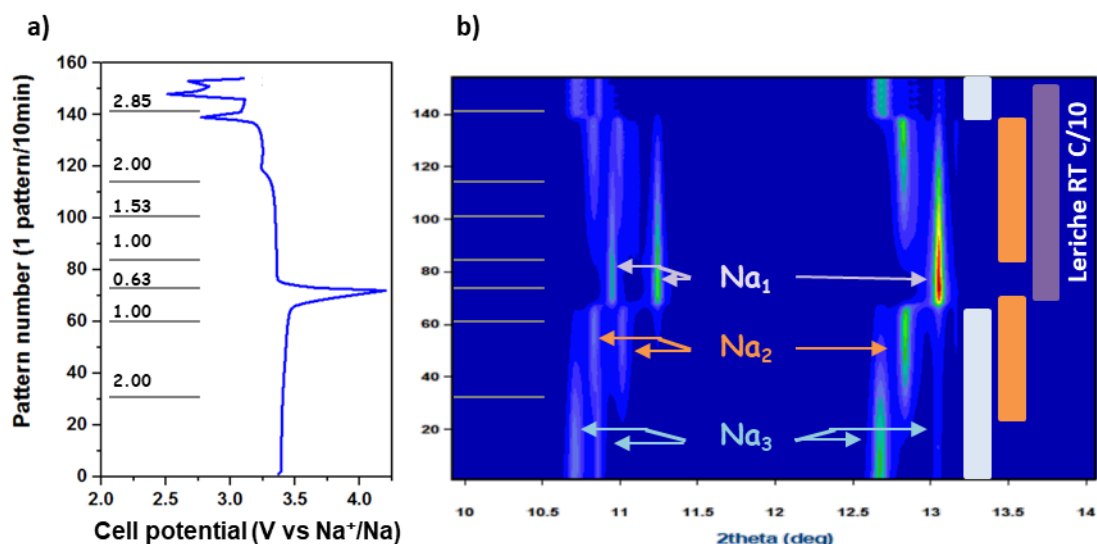 a)
Pattern number (1 pattern/10min)
160
140
120
100
80
60
40
20
0
2.85
2.00
1.53
1.00
0.63
1.00
2.00
2.0 2.5 3.0 3.5 4.0
Cell potential (V vs Na⁺/Na)
b)
140
120
100
80
60
40
20
Na₁
Na₂
Na₃
Leriche RT C/10
10 10.5 11 11.5 12 12.5 13 13.5 14
2theta (deg)